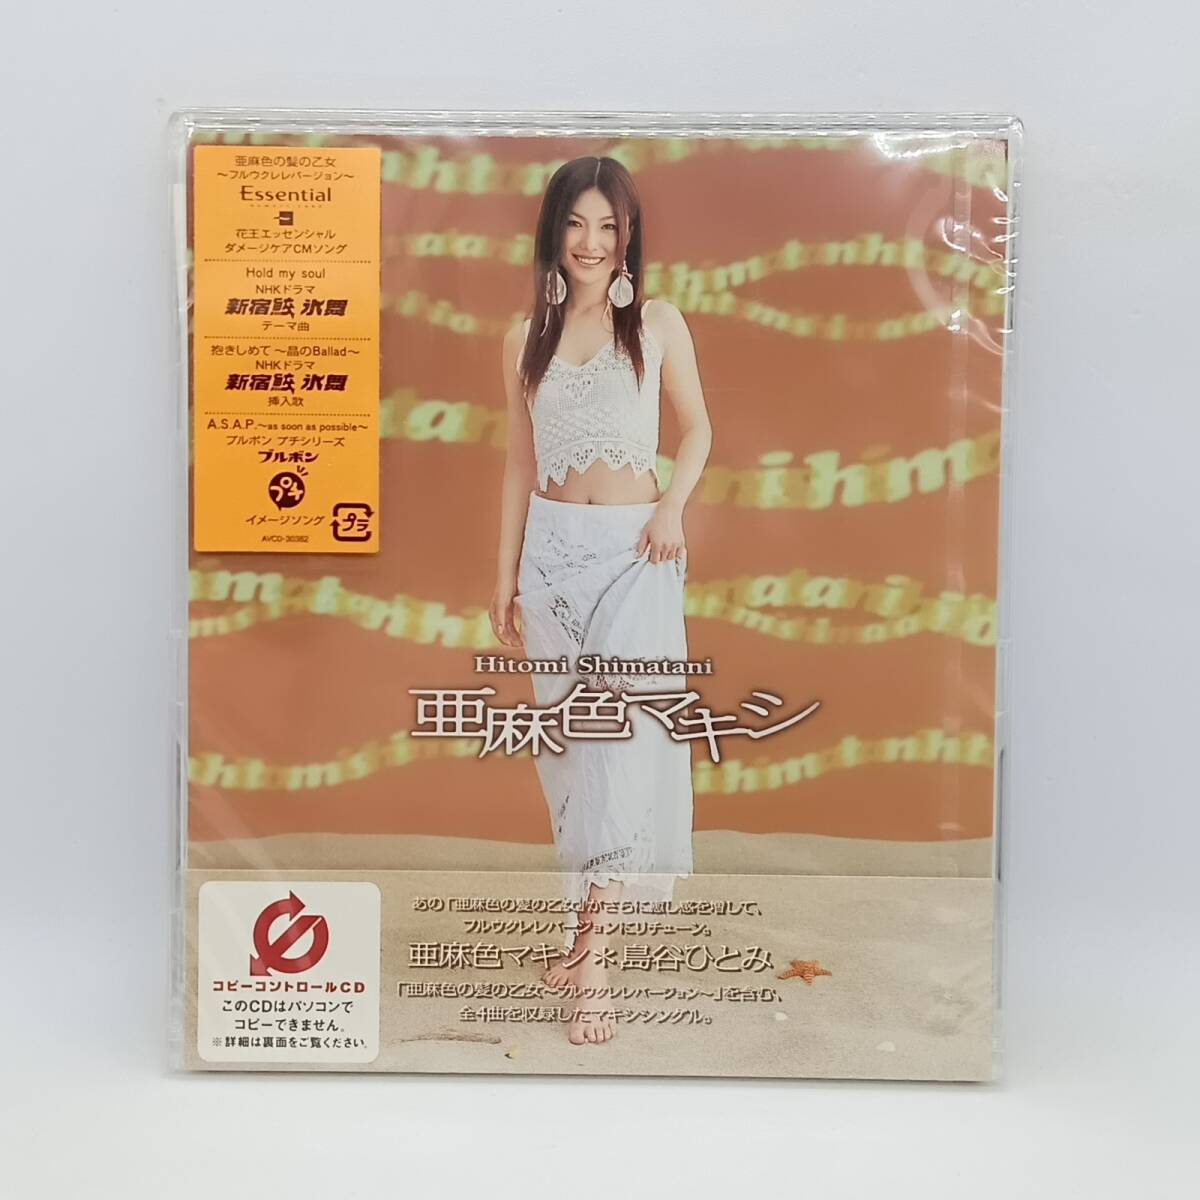 亜麻色の髪の乙女
～フルウクレレバージョン～
Essential
花王エッセンシャル
ダメージケアCMソング
Hold my soul
NHKドラマ
新宿鮫 氷舞
テーマ曲
抱きしめて ～晶のBallad～
NHKドラマ
新宿鮫 氷舞
挿入歌
A.S.A.P.～as soon as possible～
ブルボン プチシリーズ
ブルボン
プチ
イメージソング
プラ
AVCD-30382
Hitomi Shimatani
亜麻色マキシ
あの「亜麻色の髪の乙女」がさらに癒し感を増して、
フルウクレレバージョンにリチューン。
亜麻色マキシ＊島谷ひとみ
「亜麻色の髪の乙女～フルウクレレバージョン～」を含む、
全4曲を収録したマキシシングル。
コピーコントロールCD
このCDはパソコンで
コピーできません。
※詳細は裏面をご覧ください。